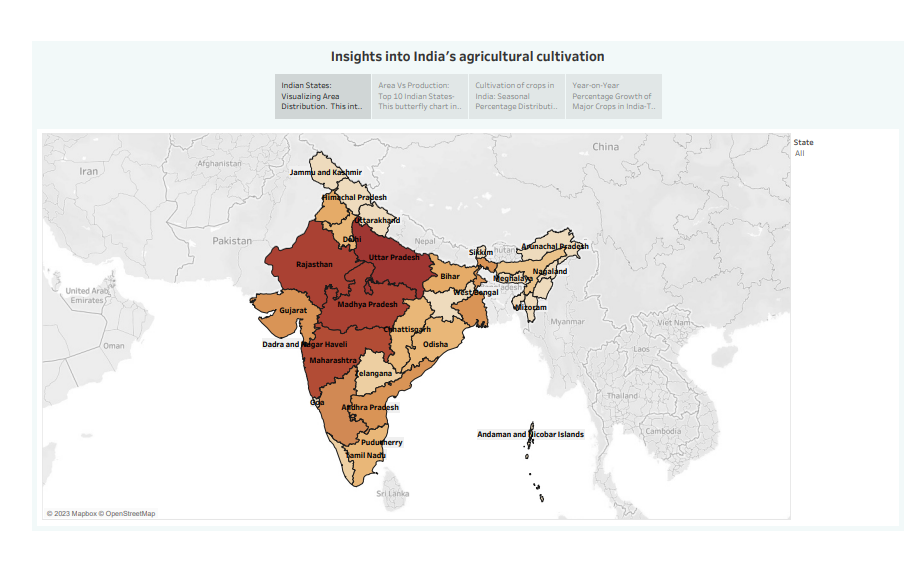 Insights into India's agricultural cultivation
Indian States:
Visualizing Area
Distribution. This int..
Area Vs Production:
Top 10 Indian States-
This butterfly chart in..
Cultivation of crops in
India: Seasonal
Percentage Distributi..
Year-on-Year
Percentage Growth of
Major Crops in India-T..
State
All
China
Afghanistan
Iran
Jammu and Kashmir
Himachal Pradesh
Uttarakhand
Pakistan
Delhi
Nepal
Sikkim
Arunachal Pradesh
Uttar Pradesh
Rajasthan
Bihar
Meghalaya
Nagaland
United Arab
Emirates
West Bengal
Madhya Pradesh
Gujarat
Mizoram
Myanmar
Viet Nam
Chhattisgarh
Oman
Dadra and Nagar Haveli
Odisha
Laos
Maharashtra
Telangana
Thailand
Goa
Andhra Pradesh
Cambodia
Andaman and Nicobar Islands
Puducherry
Tamil Nadu
Sri Lanka
© 2023 Mapbox © OpenStreetMap